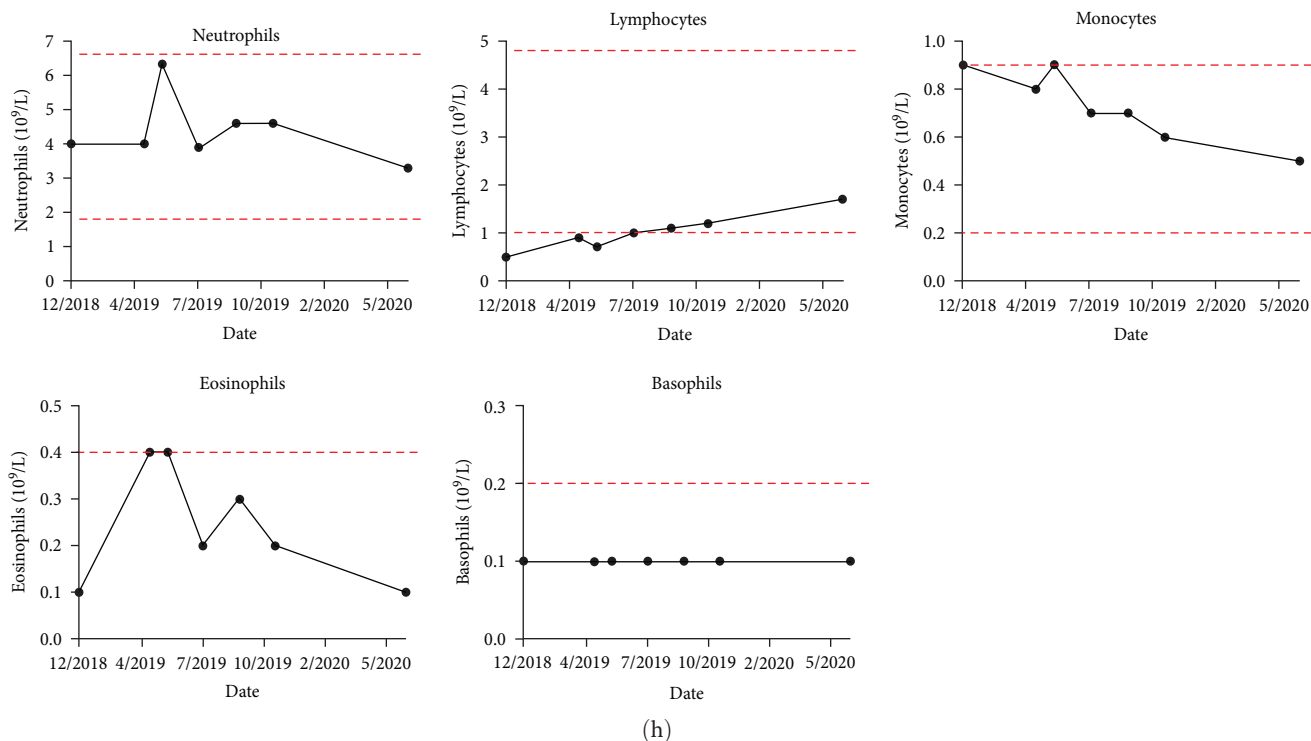 Neutrophils
Neutrophils (10⁹/L)
7
6
5
4
3
2
1
0
12/2018 4/2019 7/2019 10/2019 2/2020 5/2020
Date
Lymphocytes
Lymphocytes (10⁹/L)
5
4
3
2
1
0
12/2018 4/2019 7/2019 10/2019 2/2020 5/2020
Date
Monocytes
Monocytes (10⁹/L)
1.0
0.8
0.6
0.4
0.2
0.0
12/2018 4/2019 7/2019 10/2019 2/2020 5/2020
Date
Eosinophils
Eosinophils (10⁹/L)
0.5
0.4
0.3
0.2
0.1
0.0
12/2018 4/2019 7/2019 10/2019 2/2020 5/2020
Date
Basophils
Basophils (10⁹/L)
0.3
0.2
0.1
0.0
12/2018 4/2019 7/2019 10/2019 2/2020 5/2020
Date
(h)